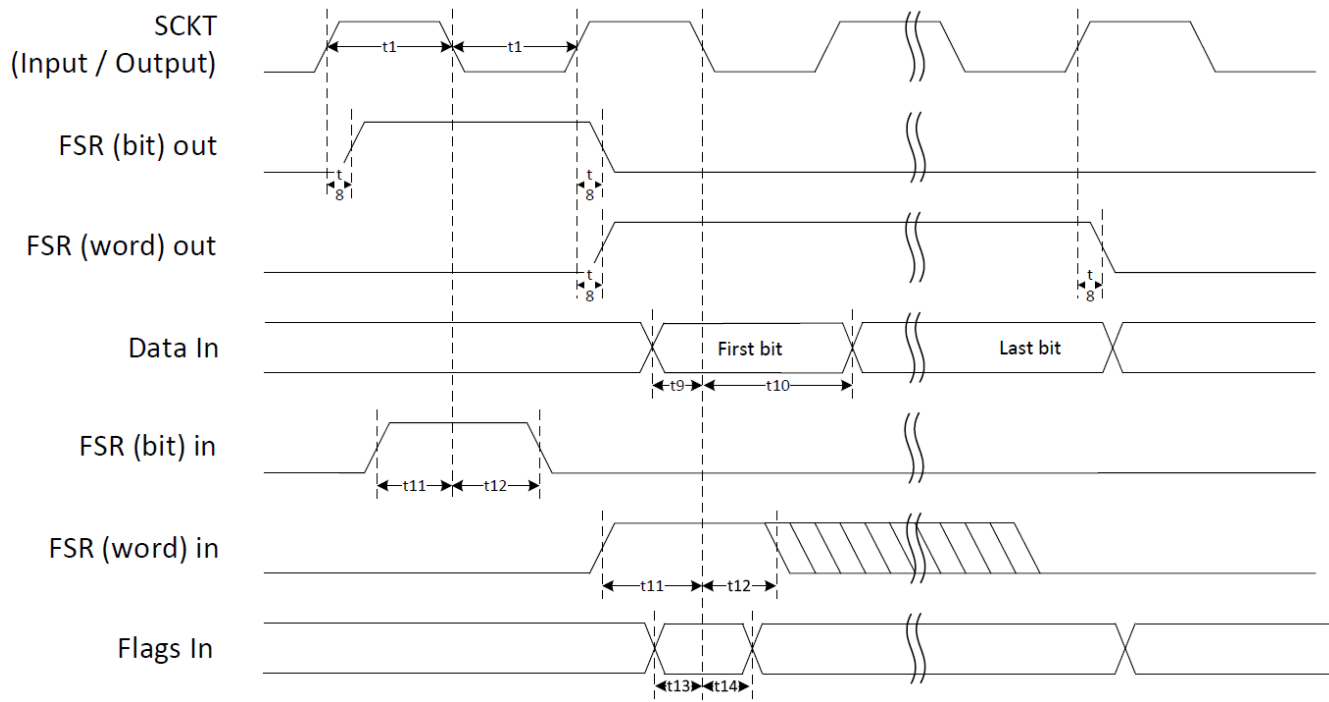 SCKT
(Input / Output)
t1
t1
FSR (bit) out
t
8
t
8
FSR (word) out
t
8
t
8
Data In
First bit
Last bit
t9
t10
FSR (bit) in
t11
t12
FSR (word) in
t11
t12
Flags In
t13
t14